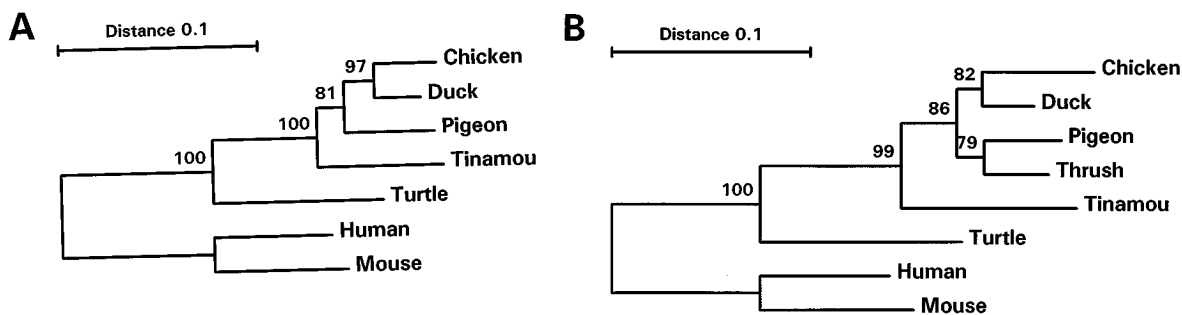 A
Distance 0.1
Chicken
97
Duck
81
Pigeon
100
Tinamou
100
Turtle
Human
Mouse
B
Distance 0.1
Chicken
82
Duck
86
Pigeon
79
Thrush
99
Tinamou
100
Turtle
Human
Mouse